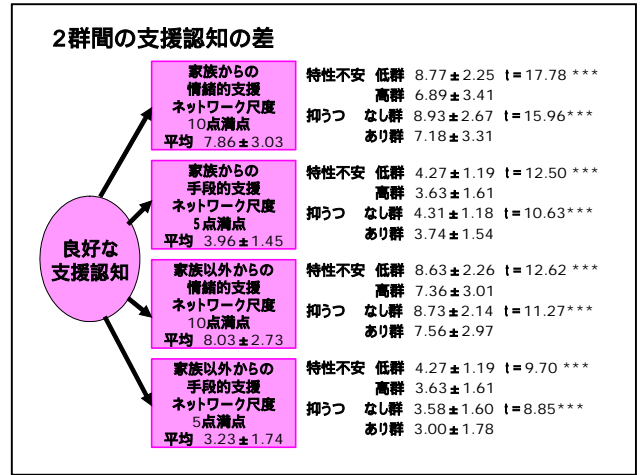 2群間の支援認知の差
良好な
支援認知
家族からの
情緒的支援
ネットワーク尺度
10点満点
平均 7.86±3.03
特性不安 低群 8.77±2.25 t=17.78 ***
高群 6.89±3.41
抑うつ なし群 8.93±2.67 t=15.96***
あり群 7.18±3.31
家族からの
手段的支援
ネットワーク尺度
5点満点
平均 3.96±1.45
特性不安 低群 4.27±1.19 t=12.50 ***
高群 3.63±1.61
抑うつ なし群 4.31±1.18 t=10.63***
あり群 3.74±1.54
家族以外からの
情緒的支援
ネットワーク尺度
10点満点
平均 8.03±2.73
特性不安 低群 8.63±2.26 t=12.62 ***
高群 7.36±3.01
抑うつ なし群 8.73±2.14 t=11.27***
あり群 7.56±2.97
家族以外からの
手段的支援
ネットワーク尺度
5点満点
平均 3.23±1.74
特性不安 低群 4.27±1.19 t=9.70 ***
高群 3.63±1.61
抑うつ なし群 3.58±1.60 t=8.85***
あり群 3.00±1.78